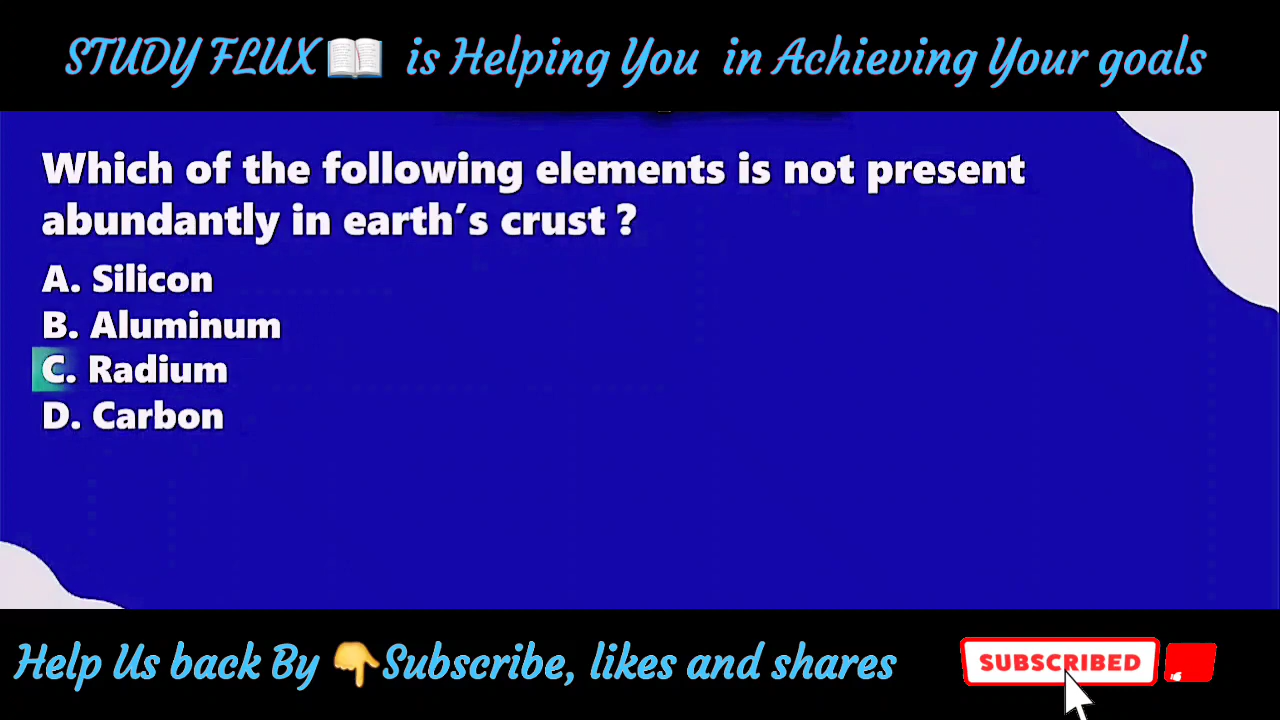 STUDY FLUX📖 is Helping You in Achieving Your goals
Which of the following elements is not present
abundantly in earth's crust ?
A. Silicon
B. Aluminum
C. Radium
D. Carbon
Help Us back By 👇Subscribe, likes and shares
SUBSCRIBED